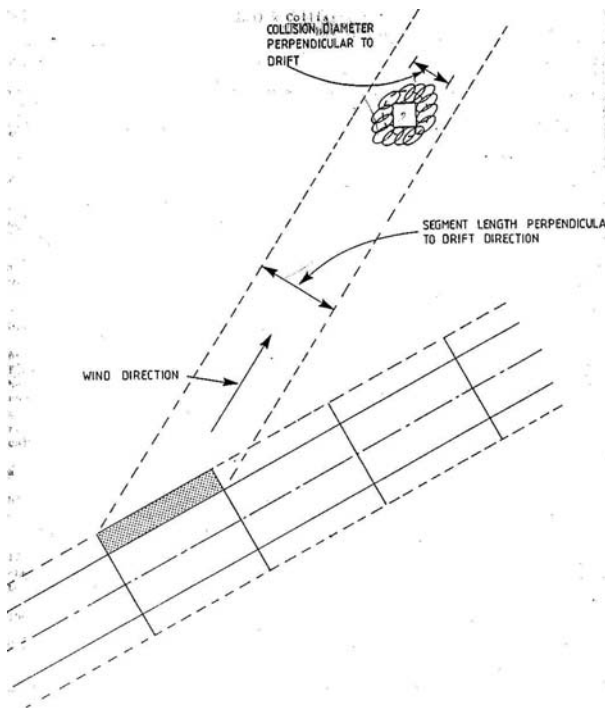 COLLISION DIAMETER
PERPENDICULAR TO
DRIFT
?
SEGMENT LENGTH PERPENDICULA
TO DRIFT DIRECTION
WIND DIRECTION